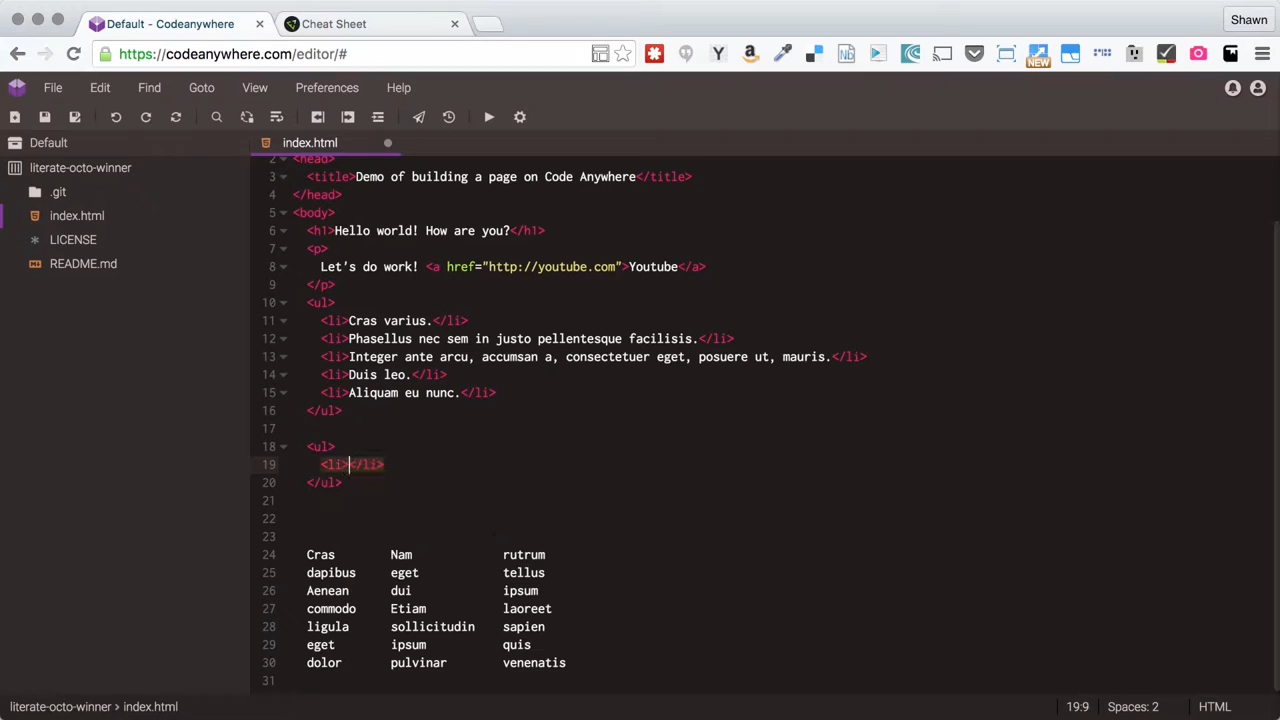 Default - Codeanywhere
Cheat Sheet
Shawn
https://codeanywhere.com/editor/#
NEW
File Edit Find Goto View Preferences Help
Default
index.html
literate-octo-winner
.git
index.html
LICENSE
README.md
2 <head>
3 <title>Demo of building a page on Code Anywhere</title>
4 </head>
5 <body>
6 <h1>Hello world! How are you?</h1>
7 <p>
8 Let's do work! <a href="http://youtube.com">Youtube</a>
9 </p>
10 <ul>
11 <li>Cras varius.</li>
12 <li>Phasellus nec sem in justo pellentesque facilisis.</li>
13 <li>Integer ante arcu, accumsan a, consectetuer eget, posuere ut, mauris.</li>
14 <li>Duis leo.</li>
15 <li>Aliquam eu nunc.</li>
16 </ul>
17
18 <ul>
19 <li></li>
20 </ul>
21
22
23
24 Cras Nam rutrum
25 dapibus eget tellus
26 Aenean dui ipsum
27 commodo Etiam laoreet
28 ligula sollicitudin sapien
29 eget ipsum quis
30 dolor pulvinar venenatis
31
literate-octo-winner > index.html
19:9 Spaces: 2 HTML